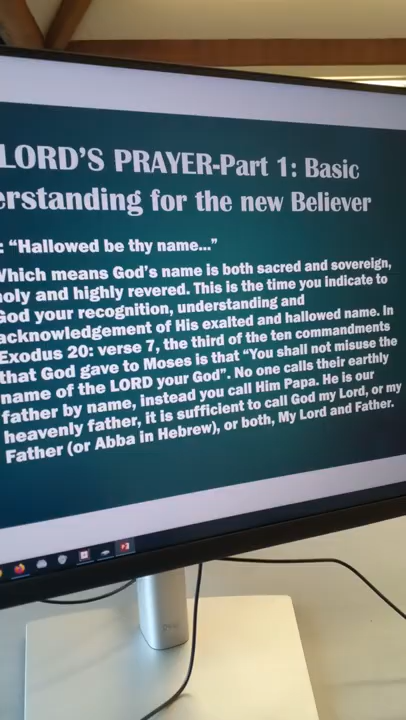 LORD'S PRAYER-Part 1: Basic
erstanding for the new Believer
: "Hallowed be thy name..."
Which means God's name is both sacred and sovereign,
holy and highly revered. This is the time you indicate to
God your recognition, understanding and
acknowledgement of His exalted and hallowed name. In
Exodus 20: verse 7, the third of the ten commandments
that God gave to Moses is that "You shall not misuse the
name of the LORD your God". No one calls their earthly
father by name, instead you call Him Papa. He is our
heavenly father, it is sufficient to call God my Lord, or my
Father (or Abba in Hebrew), or both, My Lord and Father.